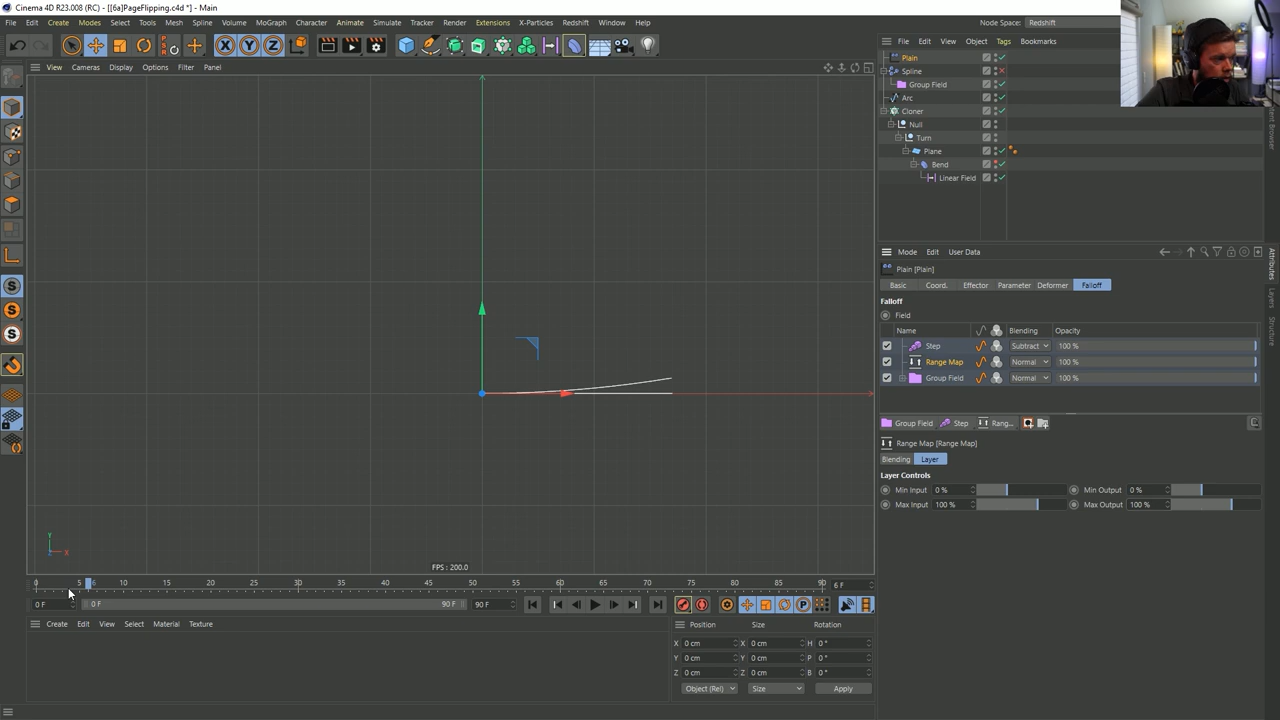 Cinema 4D R23.008 (RC) - [[6a]PageFlipping.c4d *] - Main
File Edit Create Modes Select Tools Mesh Spline Volume MoGraph Character Animate Simulate Tracker Render Extensions X-Particles Redshift Window Help Node Space: Redshift
File Edit View Object Tags Bookmarks
View Cameras Display Options Filter Panel
Plain
Spline
Group Field
Arc
Cloner
Null
Turn
Plane
Bend
Linear Field
Mode Edit User Data
Plain [Plain]
Basic Coord. Effector Parameter Deformer Falloff
Falloff
Field
Name Blending Opacity
Step Subtract 100 %
Range Map Normal 100 %
Group Field Normal 100 %
Group Field Step Rang...
Range Map [Range Map]
Blending Layer
Layer Controls
Min Input 0 % Min Output 0 %
Max Input 100 % Max Output 100 %
Attributes
Layers
Structure
Y
X
FPS : 200.0
0 5 6 10 15 20 25 30 35 40 45 50 55 60 65 70 75 80 85 90 6 F
0 F 0 F 90 F 90 F
Create Edit View Select Material Texture
Position Size Rotation
X 0 cm X 0 cm H 0 °
Y 0 cm Y 0 cm P 0 °
Z 0 cm Z 0 cm B 0 °
Object (Rel) Size Apply